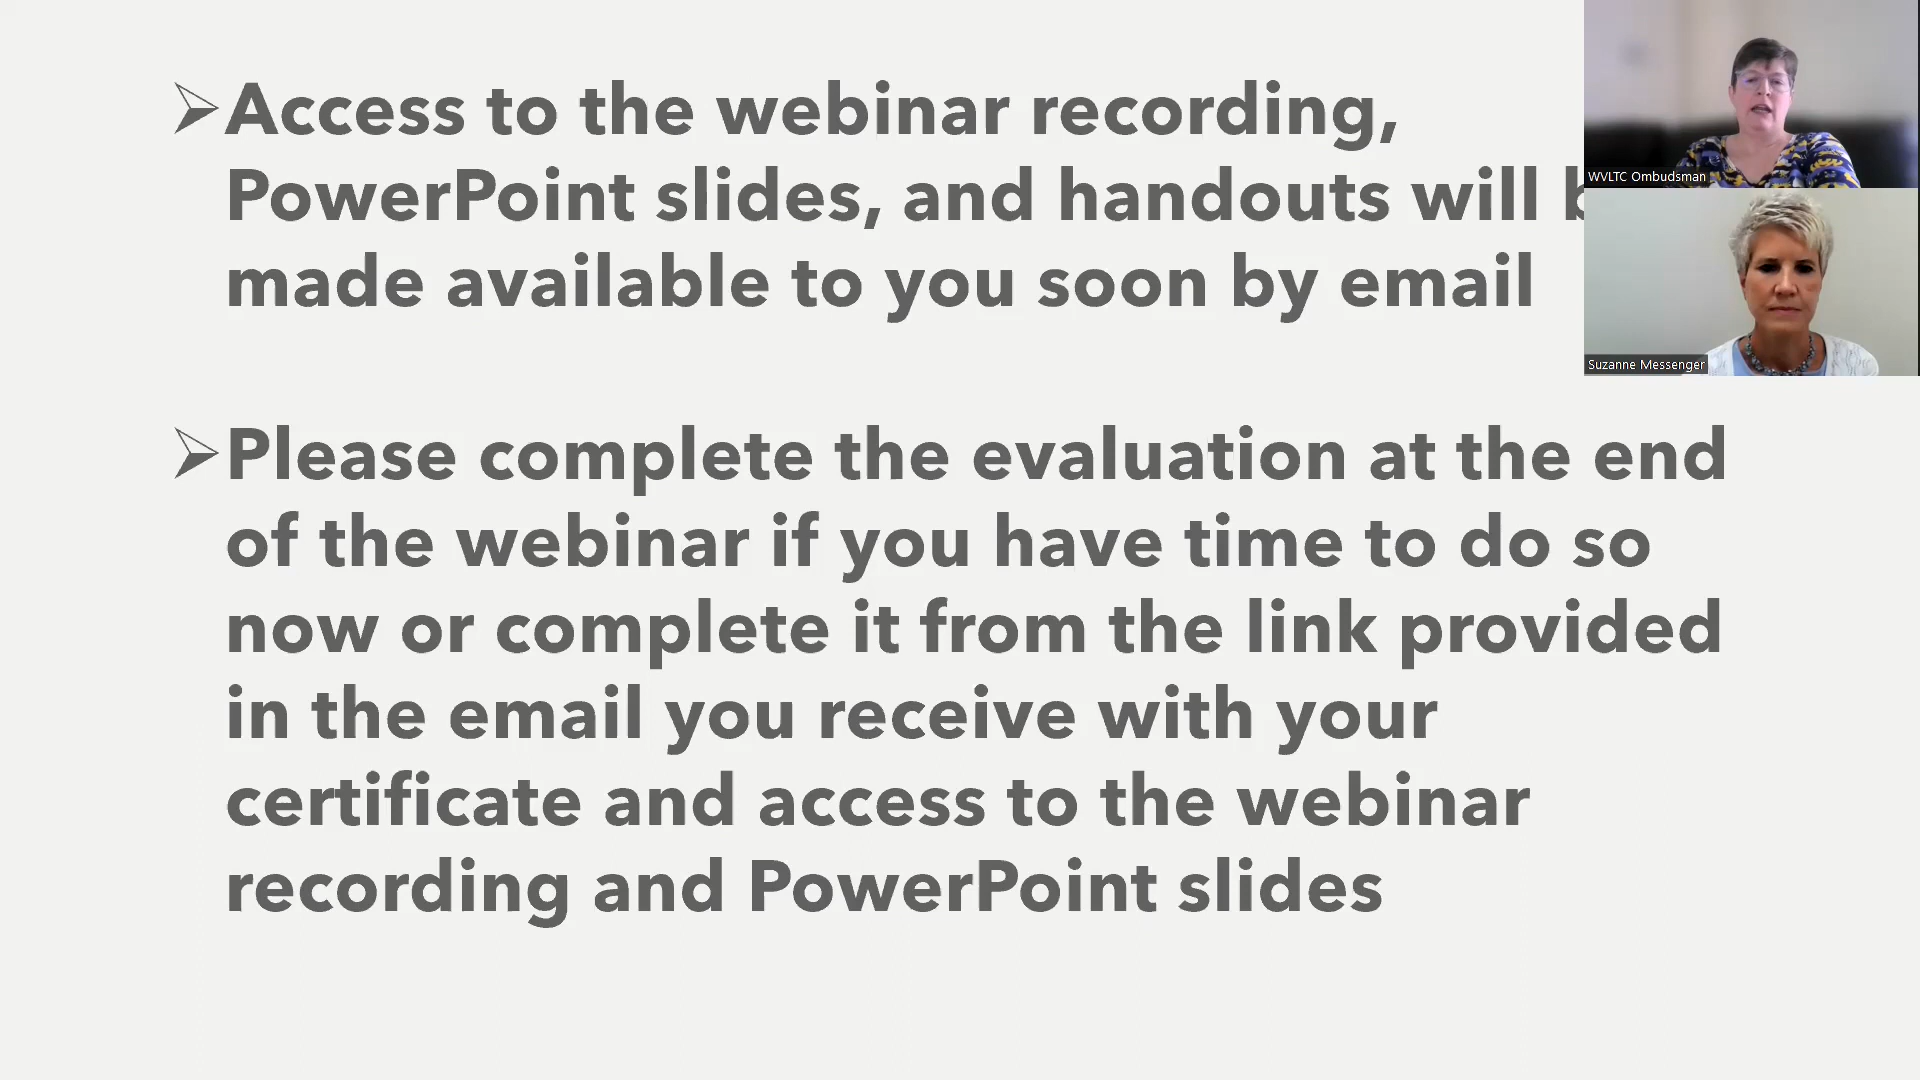 Access to the webinar recording,
PowerPoint slides, and handouts will
made available to you soon by email
Please complete the evaluation at the end
of the webinar if you have time to do so
now or complete it from the link provided
in the email you receive with your
certificate and access to the webinar
recording and PowerPoint slides
WVLTC Ombudsman
Suzanne Messenger